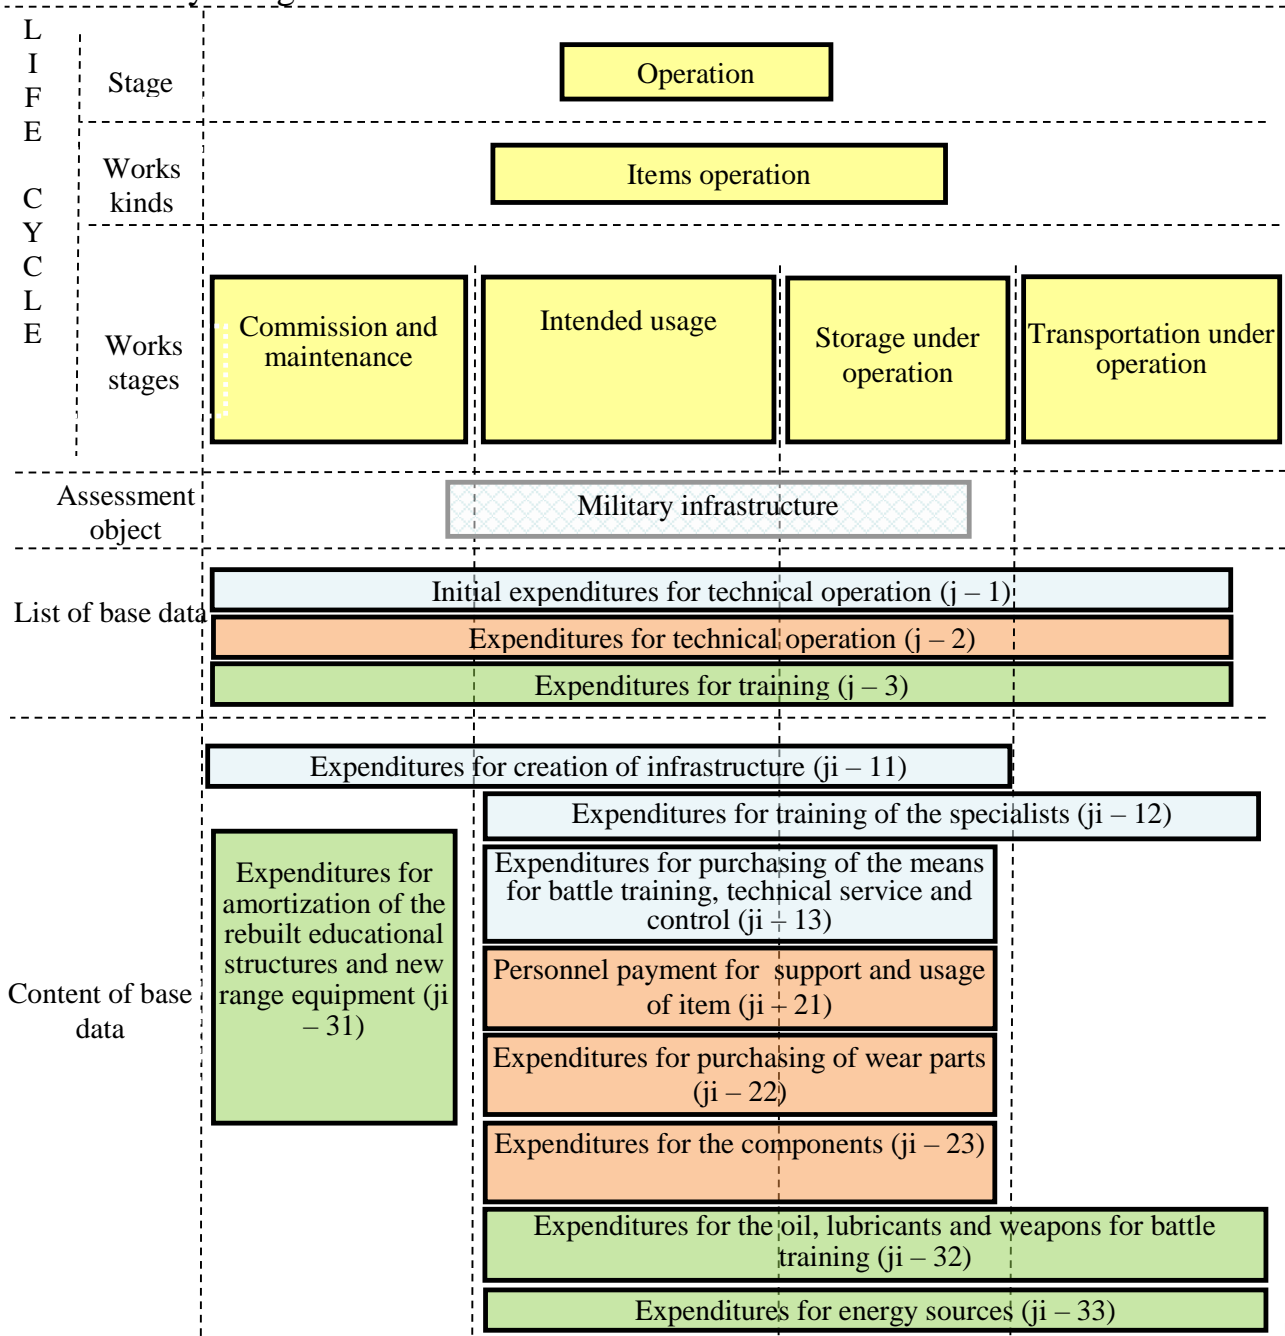 L
I
F
E
C
Y
C
L
E
Stage
Operation
Works
kinds
Items operation
Works
stages
Commission and
maintenance
Intended usage
Storage under
operation
Transportation under
operation
Assessment
object
Military infrastructure
List of base data
Initial expenditures for technical operation (j – 1)
Expenditures for technical operation (j – 2)
Expenditures for training (j – 3)
Content of base
data
Expenditures for creation of infrastructure (ji – 11)
Expenditures for training of the specialists (ji – 12)
Expenditures for
amortization of the
rebuilt educational
structures and new
range equipment (ji
– 31)
Expenditures for purchasing of the means
for battle training, technical service and
control (ji – 13)
Personnel payment for support and usage
of item (ji – 21)
Expenditures for purchasing of wear parts
(ji – 22)
Expenditures for the components (ji – 23)
Expenditures for the oil, lubricants and weapons for battle
training (ji – 32)
Expenditures for energy sources (ji – 33)